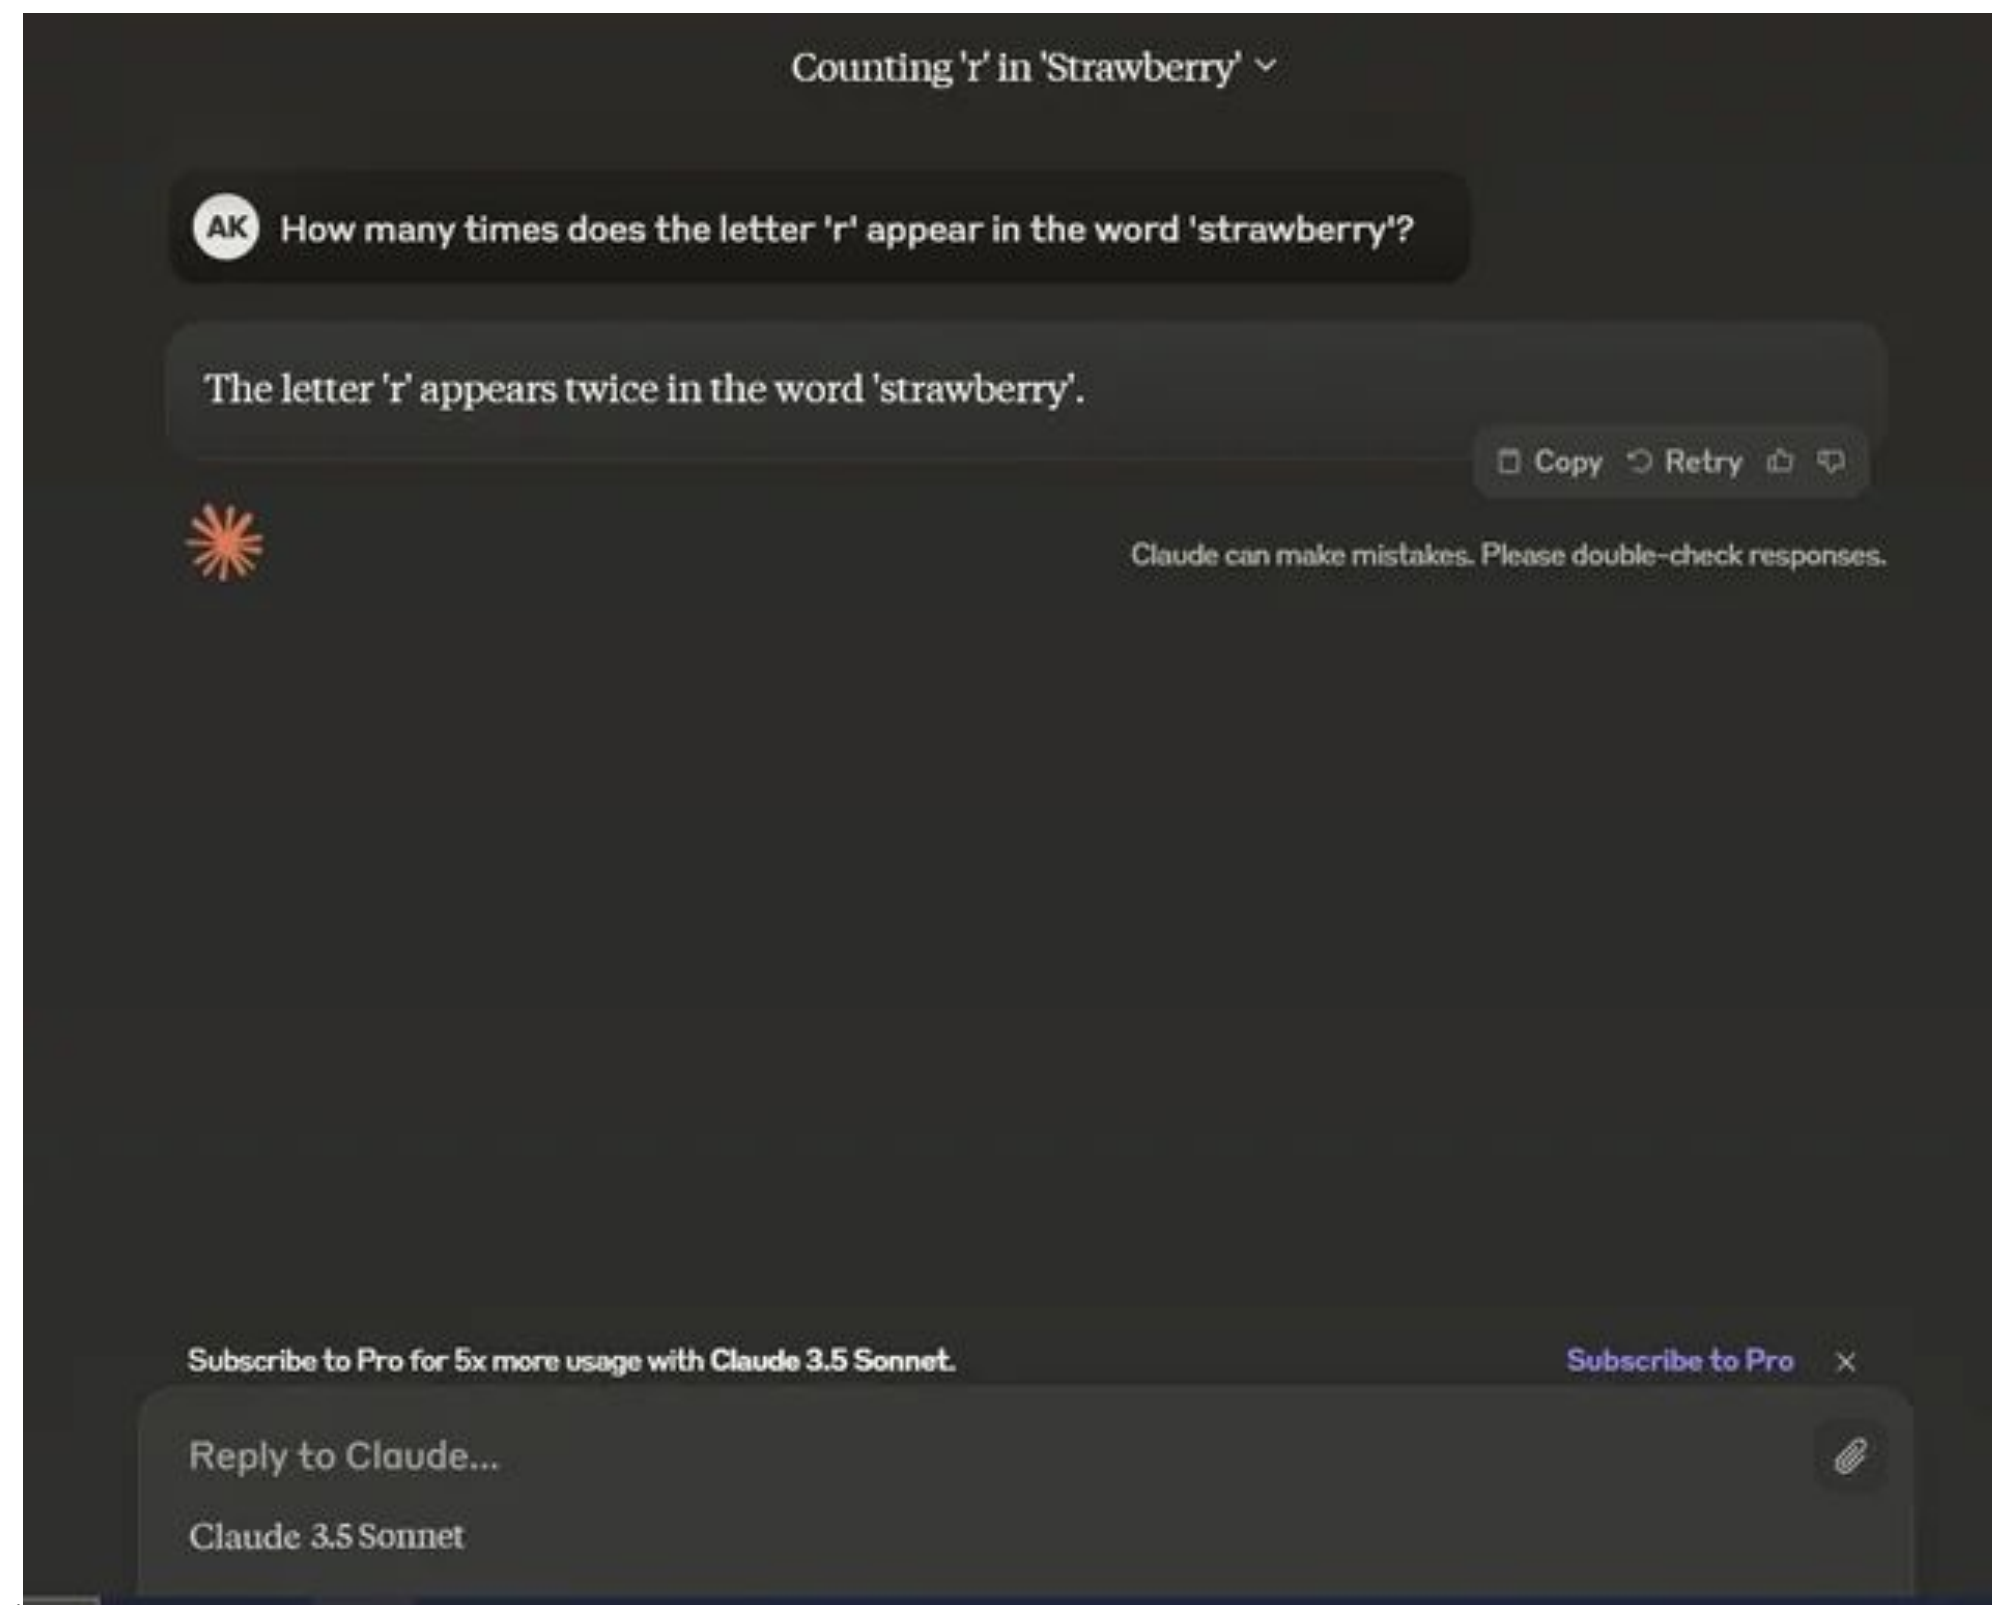 Counting 'r' in 'Strawberry'
AK How many times does the letter 'r' appear in the word 'strawberry'?
The letter 'r' appears twice in the word 'strawberry'.
Copy Retry
Claude can make mistakes. Please double-check responses.
Subscribe to Pro for 5x more usage with Claude 3.5 Sonnet. Subscribe to Pro
Reply to Claude...
Claude 3.5 Sonnet